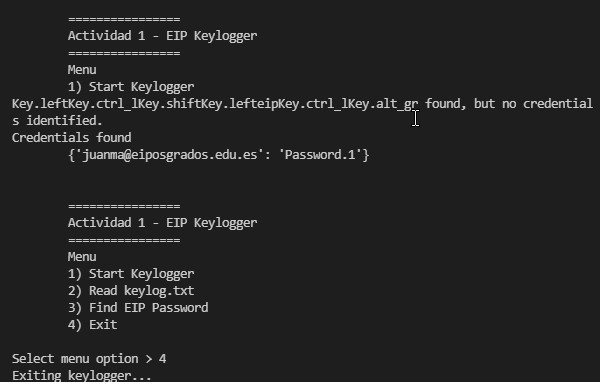 ================
Actividad 1 - EIP Keylogger
================
Menu
1) Start Keylogger
Key.leftKey.ctrl_lKey.shiftKey.lefteipKey.ctrl_lKey.alt_gr found, but no credential
s identified.
Credentials found
{'juanma@eiposgrados.edu.es': 'Password.1'}
================
Actividad 1 - EIP Keylogger
================
Menu
1) Start Keylogger
2) Read keylog.txt
3) Find EIP Password
4) Exit
Select menu option > 4
Exiting keylogger...